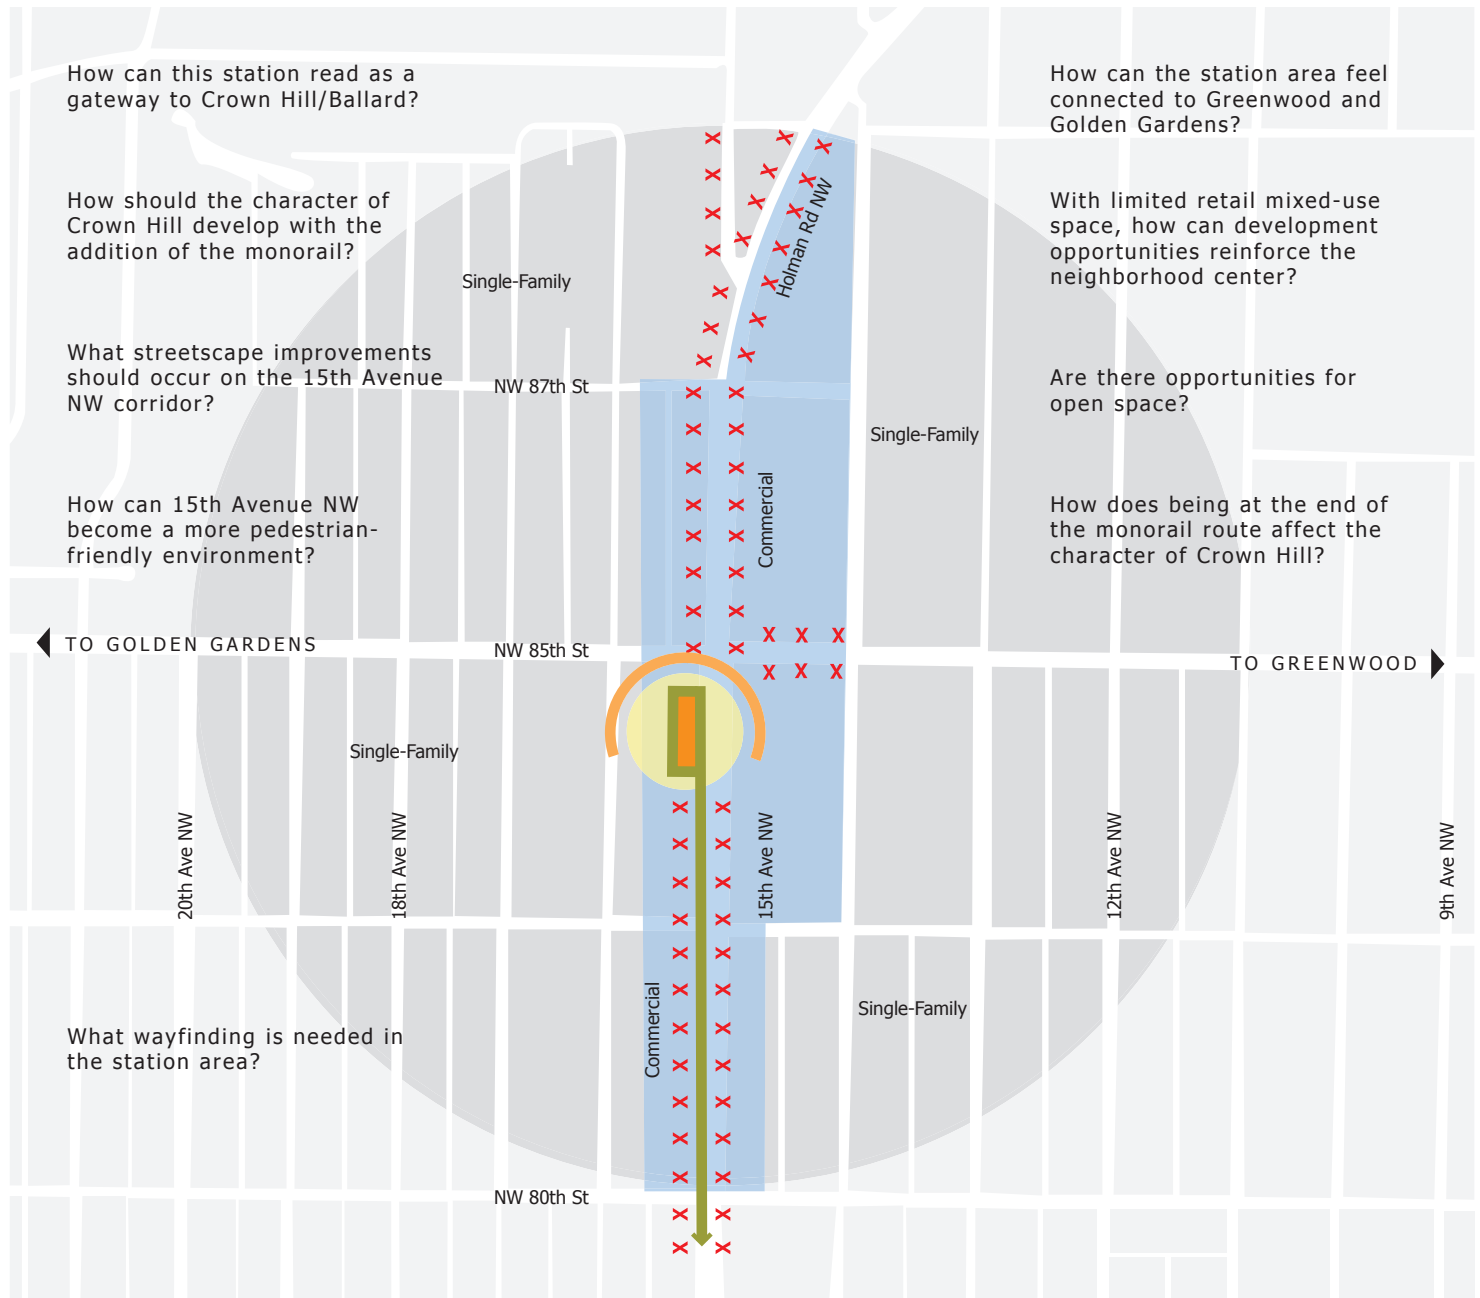 How can this station read as a
gateway to Crown Hill/Ballard?
How should the character of
Crown Hill develop with the
addition of the monorail?
What streetscape improvements
should occur on the 15th Avenue
NW corridor?
How can 15th Avenue NW
become a more pedestrian-
friendly environment?
TO GOLDEN GARDENS
What wayfinding is needed in
the station area?
How can the station area feel
connected to Greenwood and
Golden Gardens?
With limited retail mixed-use
space, how can development
opportunities reinforce the
neighborhood center?
Are there opportunities for
open space?
How does being at the end of
the monorail route affect the
character of Crown Hill?
TO GREENWOOD
Single-Family
Holman Rd NW
NW 87th St
Single-Family
Commercial
NW 85th St
Single-Family
20th Ave NW
18th Ave NW
15th Ave NW
12th Ave NW
9th Ave NW
Commercial
Single-Family
NW 80th St